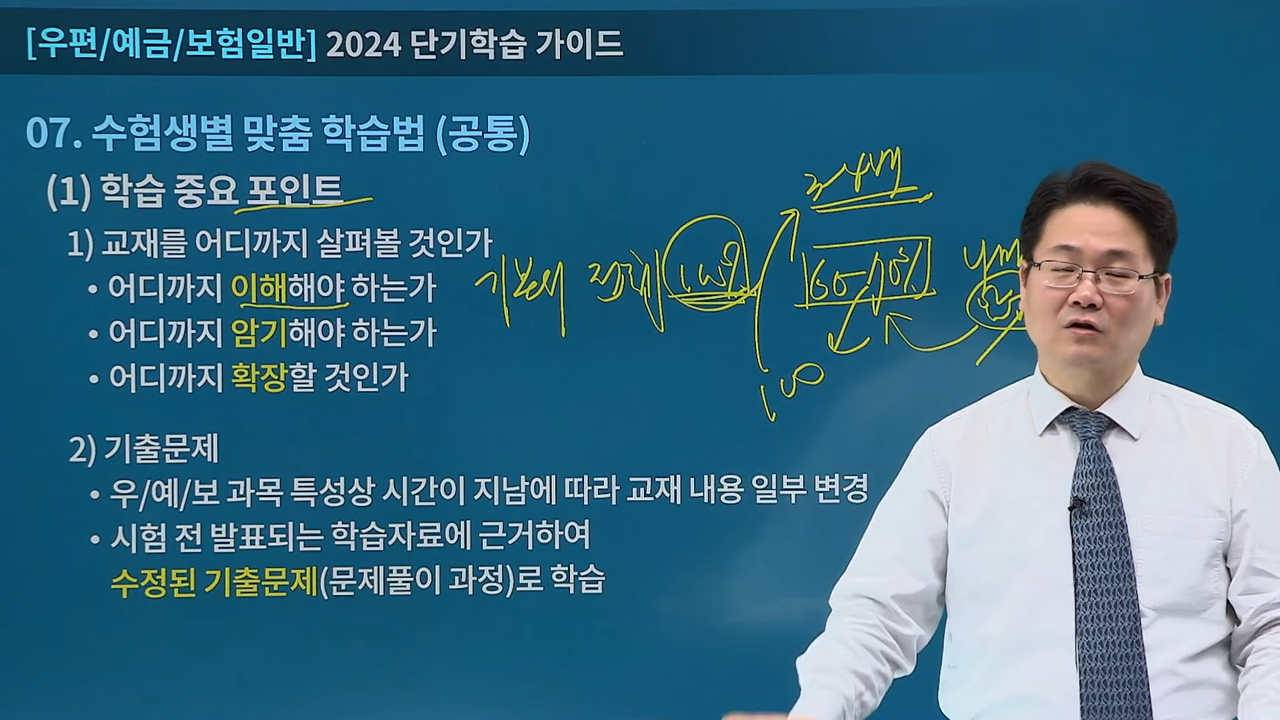 [우편/예금/보험일반] 2024 단기학습 가이드
07. 수험생별 맞춤 학습법 (공통)
(1) 학습 중요 포인트
1) 교재를 어디까지 살펴볼 것인가
• 어디까지 이해해야 하는가
• 어디까지 암기해야 하는가
• 어디까지 확장할 것인가
60-70%
100
2) 기출문제
• 우/예/보 과목 특성상 시간이 지남에 따라 교재 내용 일부 변경
• 시험 전 발표되는 학습자료에 근거하여
수정된 기출문제(문제풀이 과정)로 학습